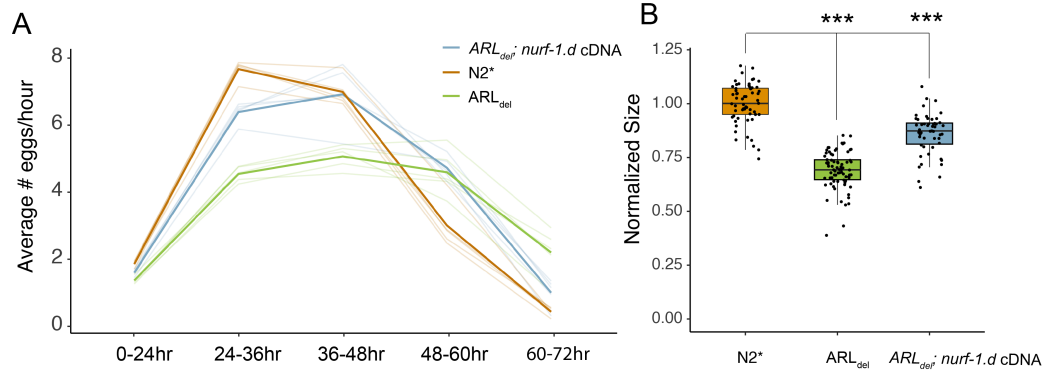 A
Average # eggs/hour
8
6
4
2
0
0-24hr
24-36hr
36-48hr
48-60hr
60-72hr
ARLdel; nurf-1.d cDNA
N2*
ARLdel
B
Normalized Size
1.25
1.00
0.75
0.50
0.25
0.00
***
***
N2*
ARLdel
ARLdel; nurf-1.d cDNA